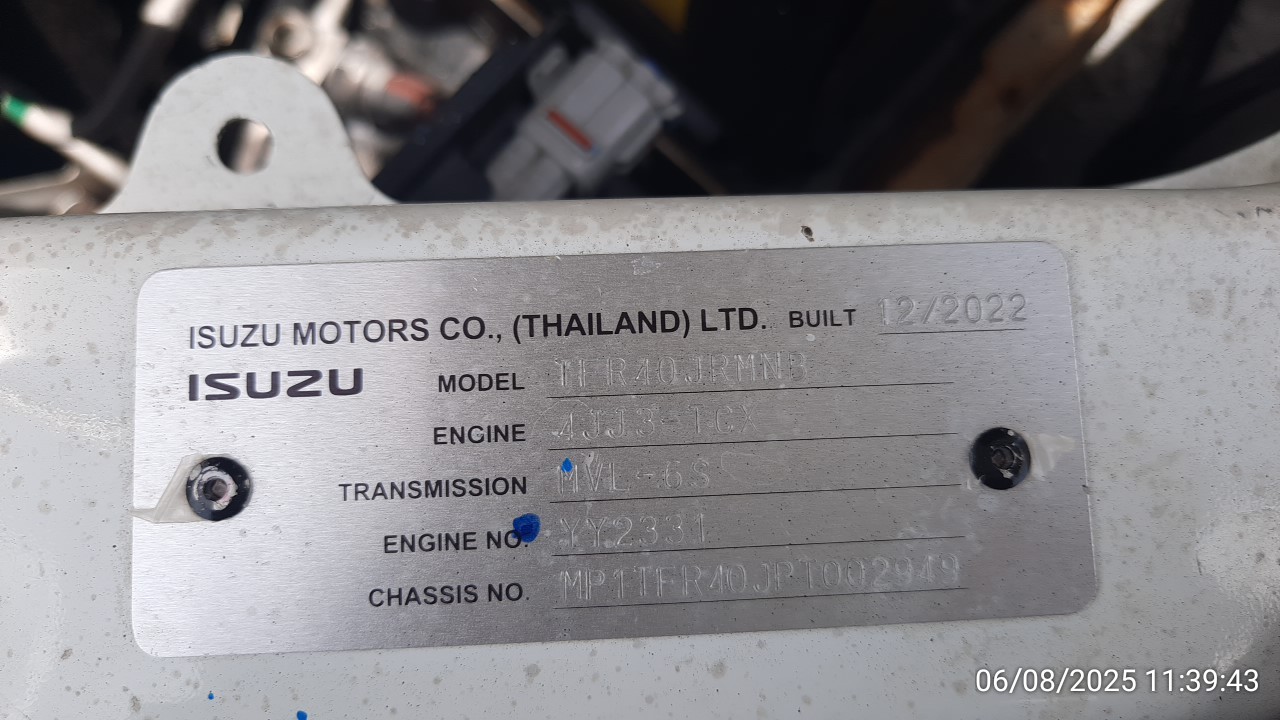 ISUZU MOTORS CO., (THAILAND) LTD. BUILT 12/2022
ISUZU MODEL TFR40JRMNB
ENGINE 4JJ3-TCX
TRANSMISSION MVL-6S
ENGINE NO. YY2331
CHASSIS NO. MP1TFR40JPT002949
06/08/2025 11:39:43